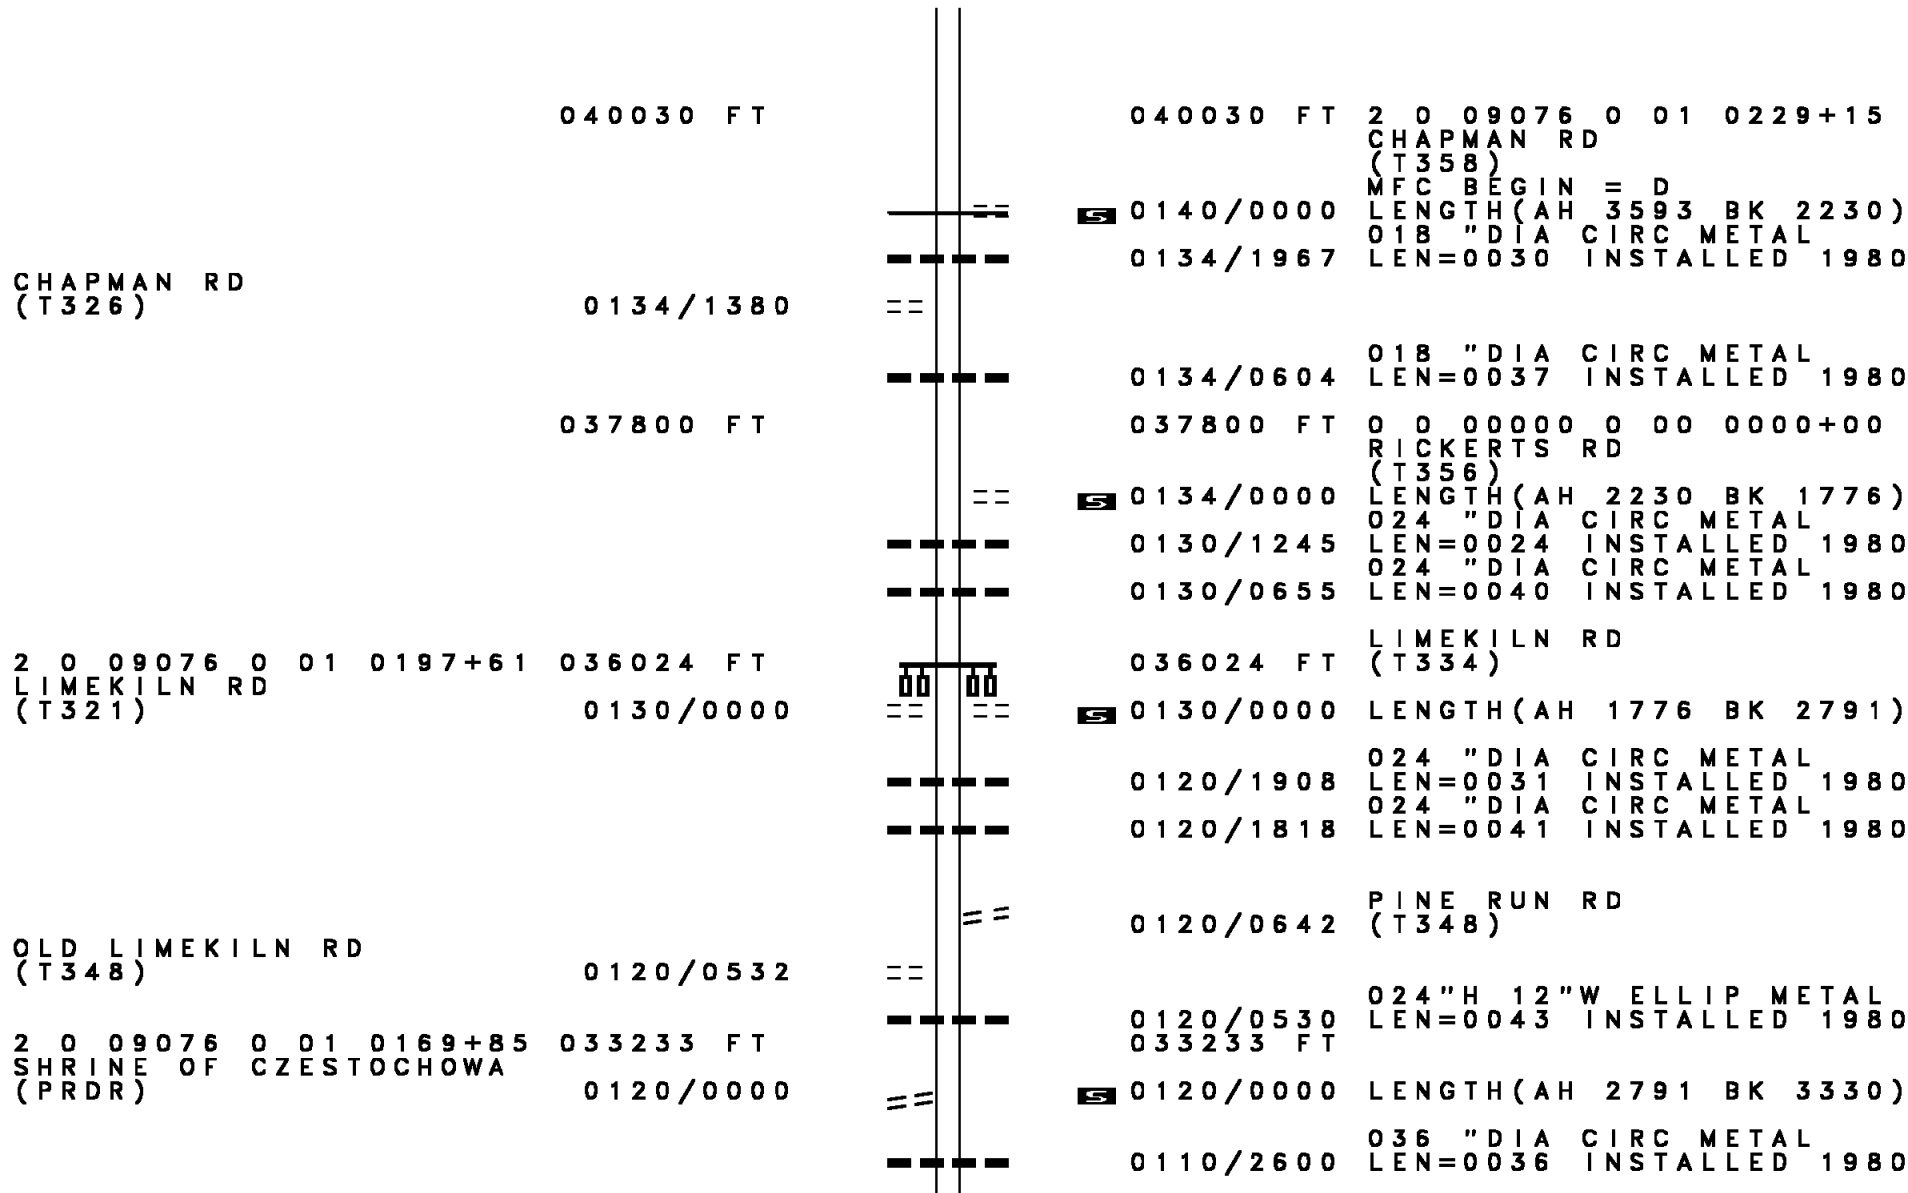 040030 FT 040030 FT 2 0 09076 0 01 0229+15
CHAPMAN RD
(T358)
MFC BEGIN = D
S 0140/0000 LENGTH(AH 3593 BK 2230)
018 "DIA CIRC METAL
0134/1967 LEN=0030 INSTALLED 1980
CHAPMAN RD
(T326) 0134/1380
018 "DIA CIRC METAL
0134/0604 LEN=0037 INSTALLED 1980
037800 FT 037800 FT 0 0 00000 0 00 0000+00
RICKERTS RD
(T356)
S 0134/0000 LENGTH(AH 2230 BK 1776)
024 "DIA CIRC METAL
0130/1245 LEN=0024 INSTALLED 1980
024 "DIA CIRC METAL
0130/0655 LEN=0040 INSTALLED 1980
LIMEKILN RD
2 0 09076 0 01 0197+61 036024 FT 036024 FT (T334)
LIMEKILN RD
(T321) 0130/0000 S 0130/0000 LENGTH(AH 1776 BK 2791)
024 "DIA CIRC METAL
0120/1908 LEN=0031 INSTALLED 1980
024 "DIA CIRC METAL
0120/1818 LEN=0041 INSTALLED 1980
PINE RUN RD
0120/0642 (T348)
OLD LIMEKILN RD
(T348) 0120/0532
024"H 12"W ELLIP METAL
0120/0530 LEN=0043 INSTALLED 1980
2 0 09076 0 01 0169+85 033233 FT 033233 FT
SHRINE OF CZESTOCHOWA
(PRDR) 0120/0000 S 0120/0000 LENGTH(AH 2791 BK 3330)
036 "DIA CIRC METAL
0110/2600 LEN=0036 INSTALLED 1980